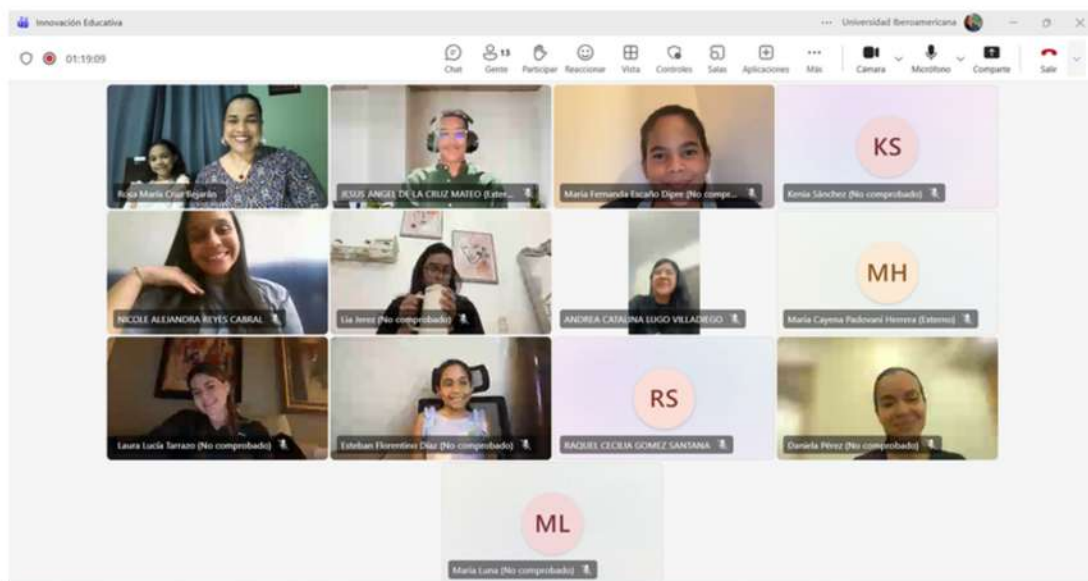 Innovación Educativa
Universidad Iberoamericana
01:19:09
13
Chat Gente Participar Reaccionar Vista Controles Salas Aplicaciones Más Cámara Micrófono Comparte Salir
Rosa María Cruz Bejarán
JESUS ANGEL DE LA CRUZ MATEO (Exter...
María Fernanda Escaño Dipre (No compr...
KS
Kenia Sánchez (No comprobado)
NICOLE ALEJANDRA REYES CABRAL
Lia Jerez (No comprobado)
ANDREA CATALINA LUGO VILLADIEGO
MH
María Cayena Padovani Herrera (Externo)
Laura Lucía Tarrazo (No comprobado)
Esteban Florentino Díaz (No comprobado)
RS
RAQUEL CECILIA GOMEZ SANTANA
Daniela Pérez (No comprobado)
ML
María Luna (No comprobado)